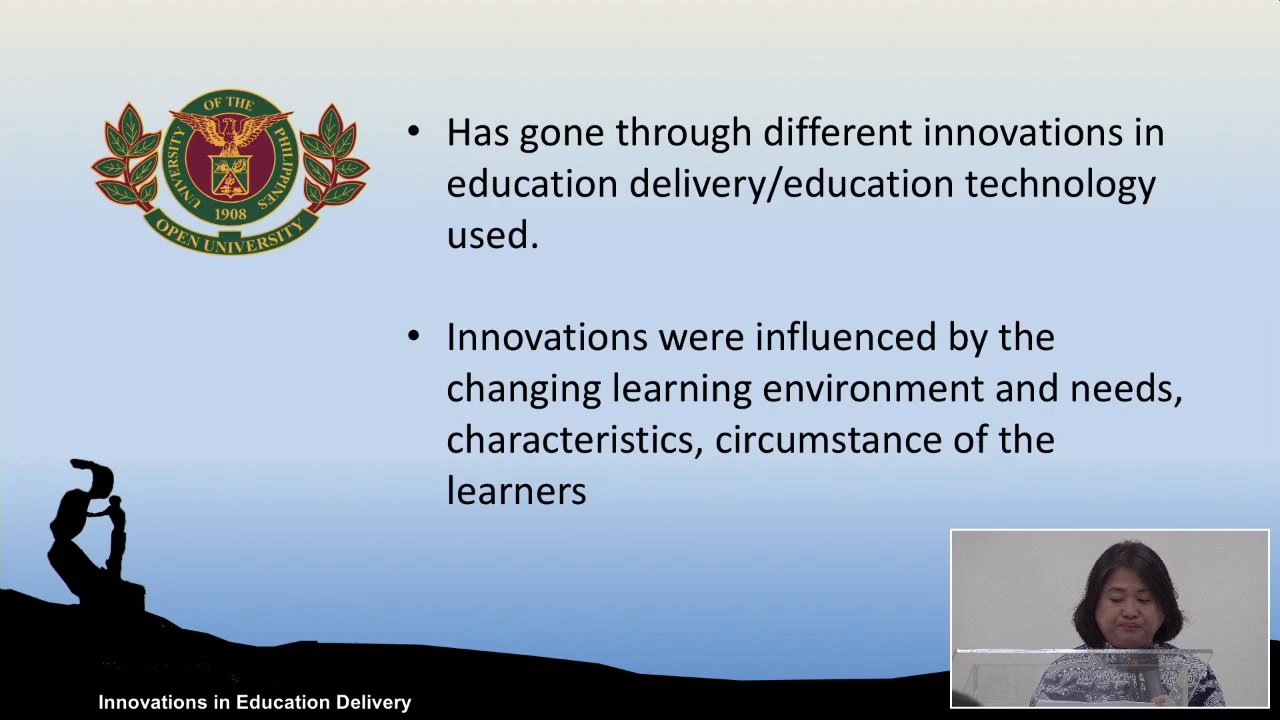 UNIVERSITY OF THE PHILIPPINES
1908
OPEN UNIVERSITY
• Has gone through different innovations in
education delivery/education technology
used.
• Innovations were influenced by the
changing learning environment and needs,
characteristics, circumstance of the
learners
Innovations in Education Delivery